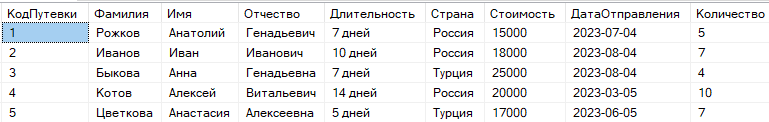 КодПутевки Фамилия Имя Отчество Длительность Страна Стоимость ДатаОтправления Количество
1 Рожков Анатолий Генадьевич 7 дней Россия 15000 2023-07-04 5
2 Иванов Иван Иванович 10 дней Россия 18000 2023-08-04 7
3 Быкова Анна Генадьевна 7 дней Турция 25000 2023-08-04 4
4 Котов Алексей Витальевич 14 дней Россия 20000 2023-03-05 10
5 Цветкова Анастасия Алексеевна 5 дней Турция 17000 2023-06-05 7